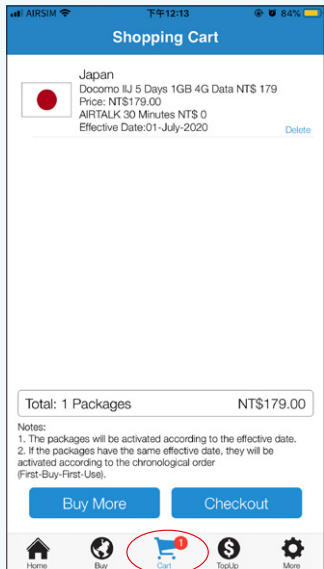 AIRSIM 下午12:13 84%
Shopping Cart
Japan
Docomo IIJ 5 Days 1GB 4G Data NT$ 179
Price: NT$179.00
AIRTALK 30 Minutes NT$ 0
Effective Date:01-July-2020
Delete
Total: 1 Packages NT$179.00
Notes:
1. The packages will be activated according to the effective date.
2. If the packages have the same effective date, they will be
activated according to the chronological order
(First-Buy-First-Use).
Buy More Checkout
1
Home Buy Cart TopUp More